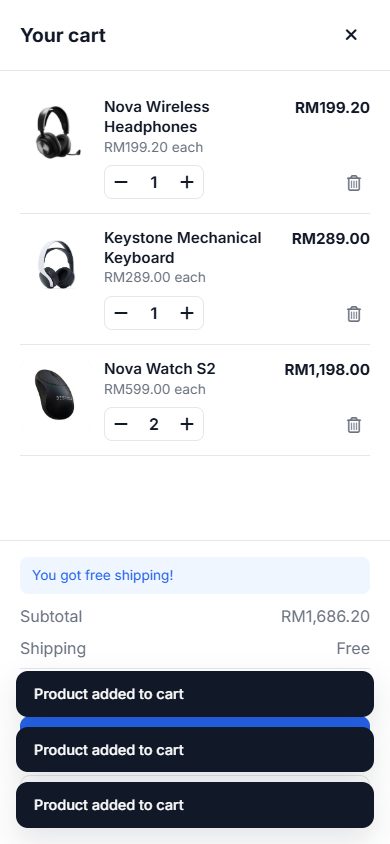 Your cart
Nova Wireless
Headphones
RM199.20
RM199.20 each
1
Keystone Mechanical
Keyboard
RM289.00
RM289.00 each
1
Nova Watch S2
RM1,198.00
RM599.00 each
2
You got free shipping!
Subtotal
RM1,686.20
Shipping
Free
Product added to cart
Product added to cart
Product added to cart